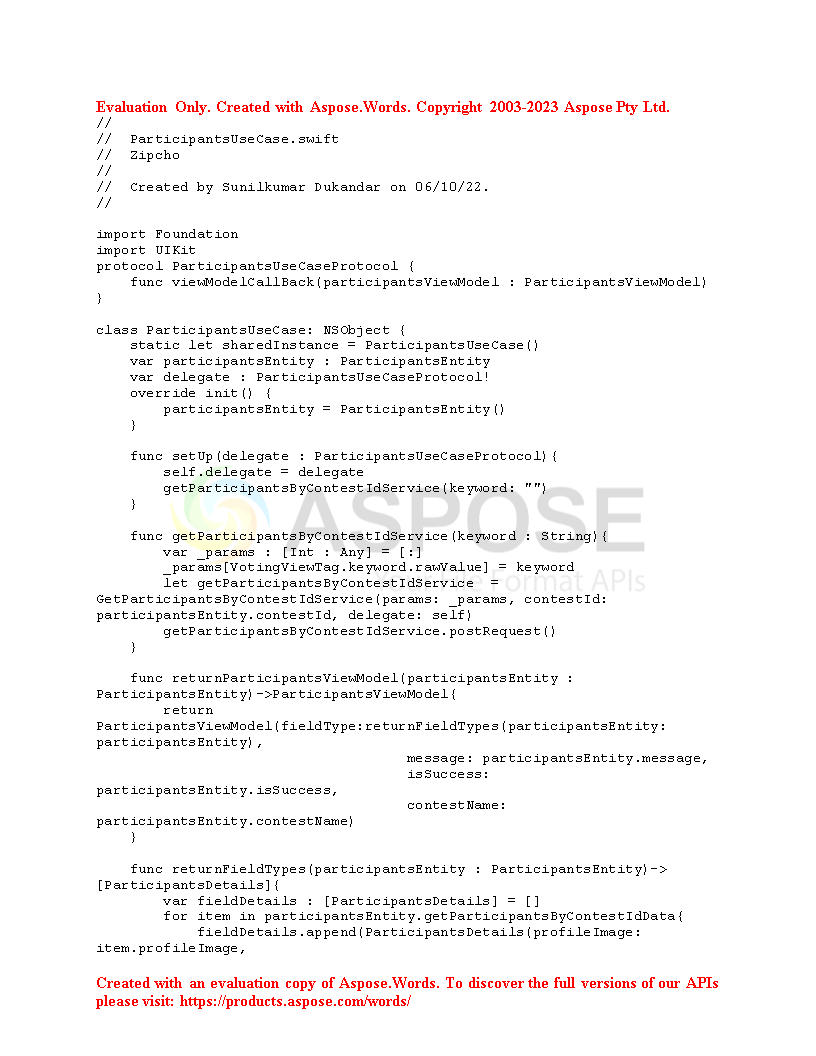 Evaluation Only. Created with Aspose.Words. Copyright 2003-2023 Aspose Pty Ltd.
//
//  ParticipantsUseCase.swift
//  Zipcho
//
//  Created by Sunilkumar Dukandar on 06/10/22.
//

import Foundation
import UIKit
protocol ParticipantsUseCaseProtocol {
    func viewModelCallBack(participantsViewModel : ParticipantsViewModel)
}

class ParticipantsUseCase: NSObject {
    static let sharedInstance = ParticipantsUseCase()
    var participantsEntity : ParticipantsEntity
    var delegate : ParticipantsUseCaseProtocol!
    override init() {
        participantsEntity = ParticipantsEntity()
    }

    func setUp(delegate : ParticipantsUseCaseProtocol){
        self.delegate = delegate
        getParticipantsByContestIdService(keyword: "")
    }
ASPOSE
    func getParticipantsByContestIdService(keyword : String){
        var _params : [Int : Any] = [:]
        _params[VotingViewTag.keyword.rawValue] = keyword
        let getParticipantsByContestIdService  =
File Format APIs
GetParticipantsByContestIdService(params: _params, contestId:
participantsEntity.contestId, delegate: self)
        getParticipantsByContestIdService.postRequest()
    }

    func returnParticipantsViewModel(participantsEntity :
ParticipantsEntity)->ParticipantsViewModel{
        return
ParticipantsViewModel(fieldType:returnFieldTypes(participantsEntity:
participantsEntity),
                                     message: participantsEntity.message,
                                     isSuccess:
participantsEntity.isSuccess,
                                     contestName:
participantsEntity.contestName)
    }

    func returnFieldTypes(participantsEntity : ParticipantsEntity)->
[ParticipantsDetails]{
        var fieldDetails : [ParticipantsDetails] = []
        for item in participantsEntity.getParticipantsByContestIdData{
            fieldDetails.append(ParticipantsDetails(profileImage:
item.profileImage,

Created with an evaluation copy of Aspose.Words. To discover the full versions of our APIs
please visit: https://products.aspose.com/words/